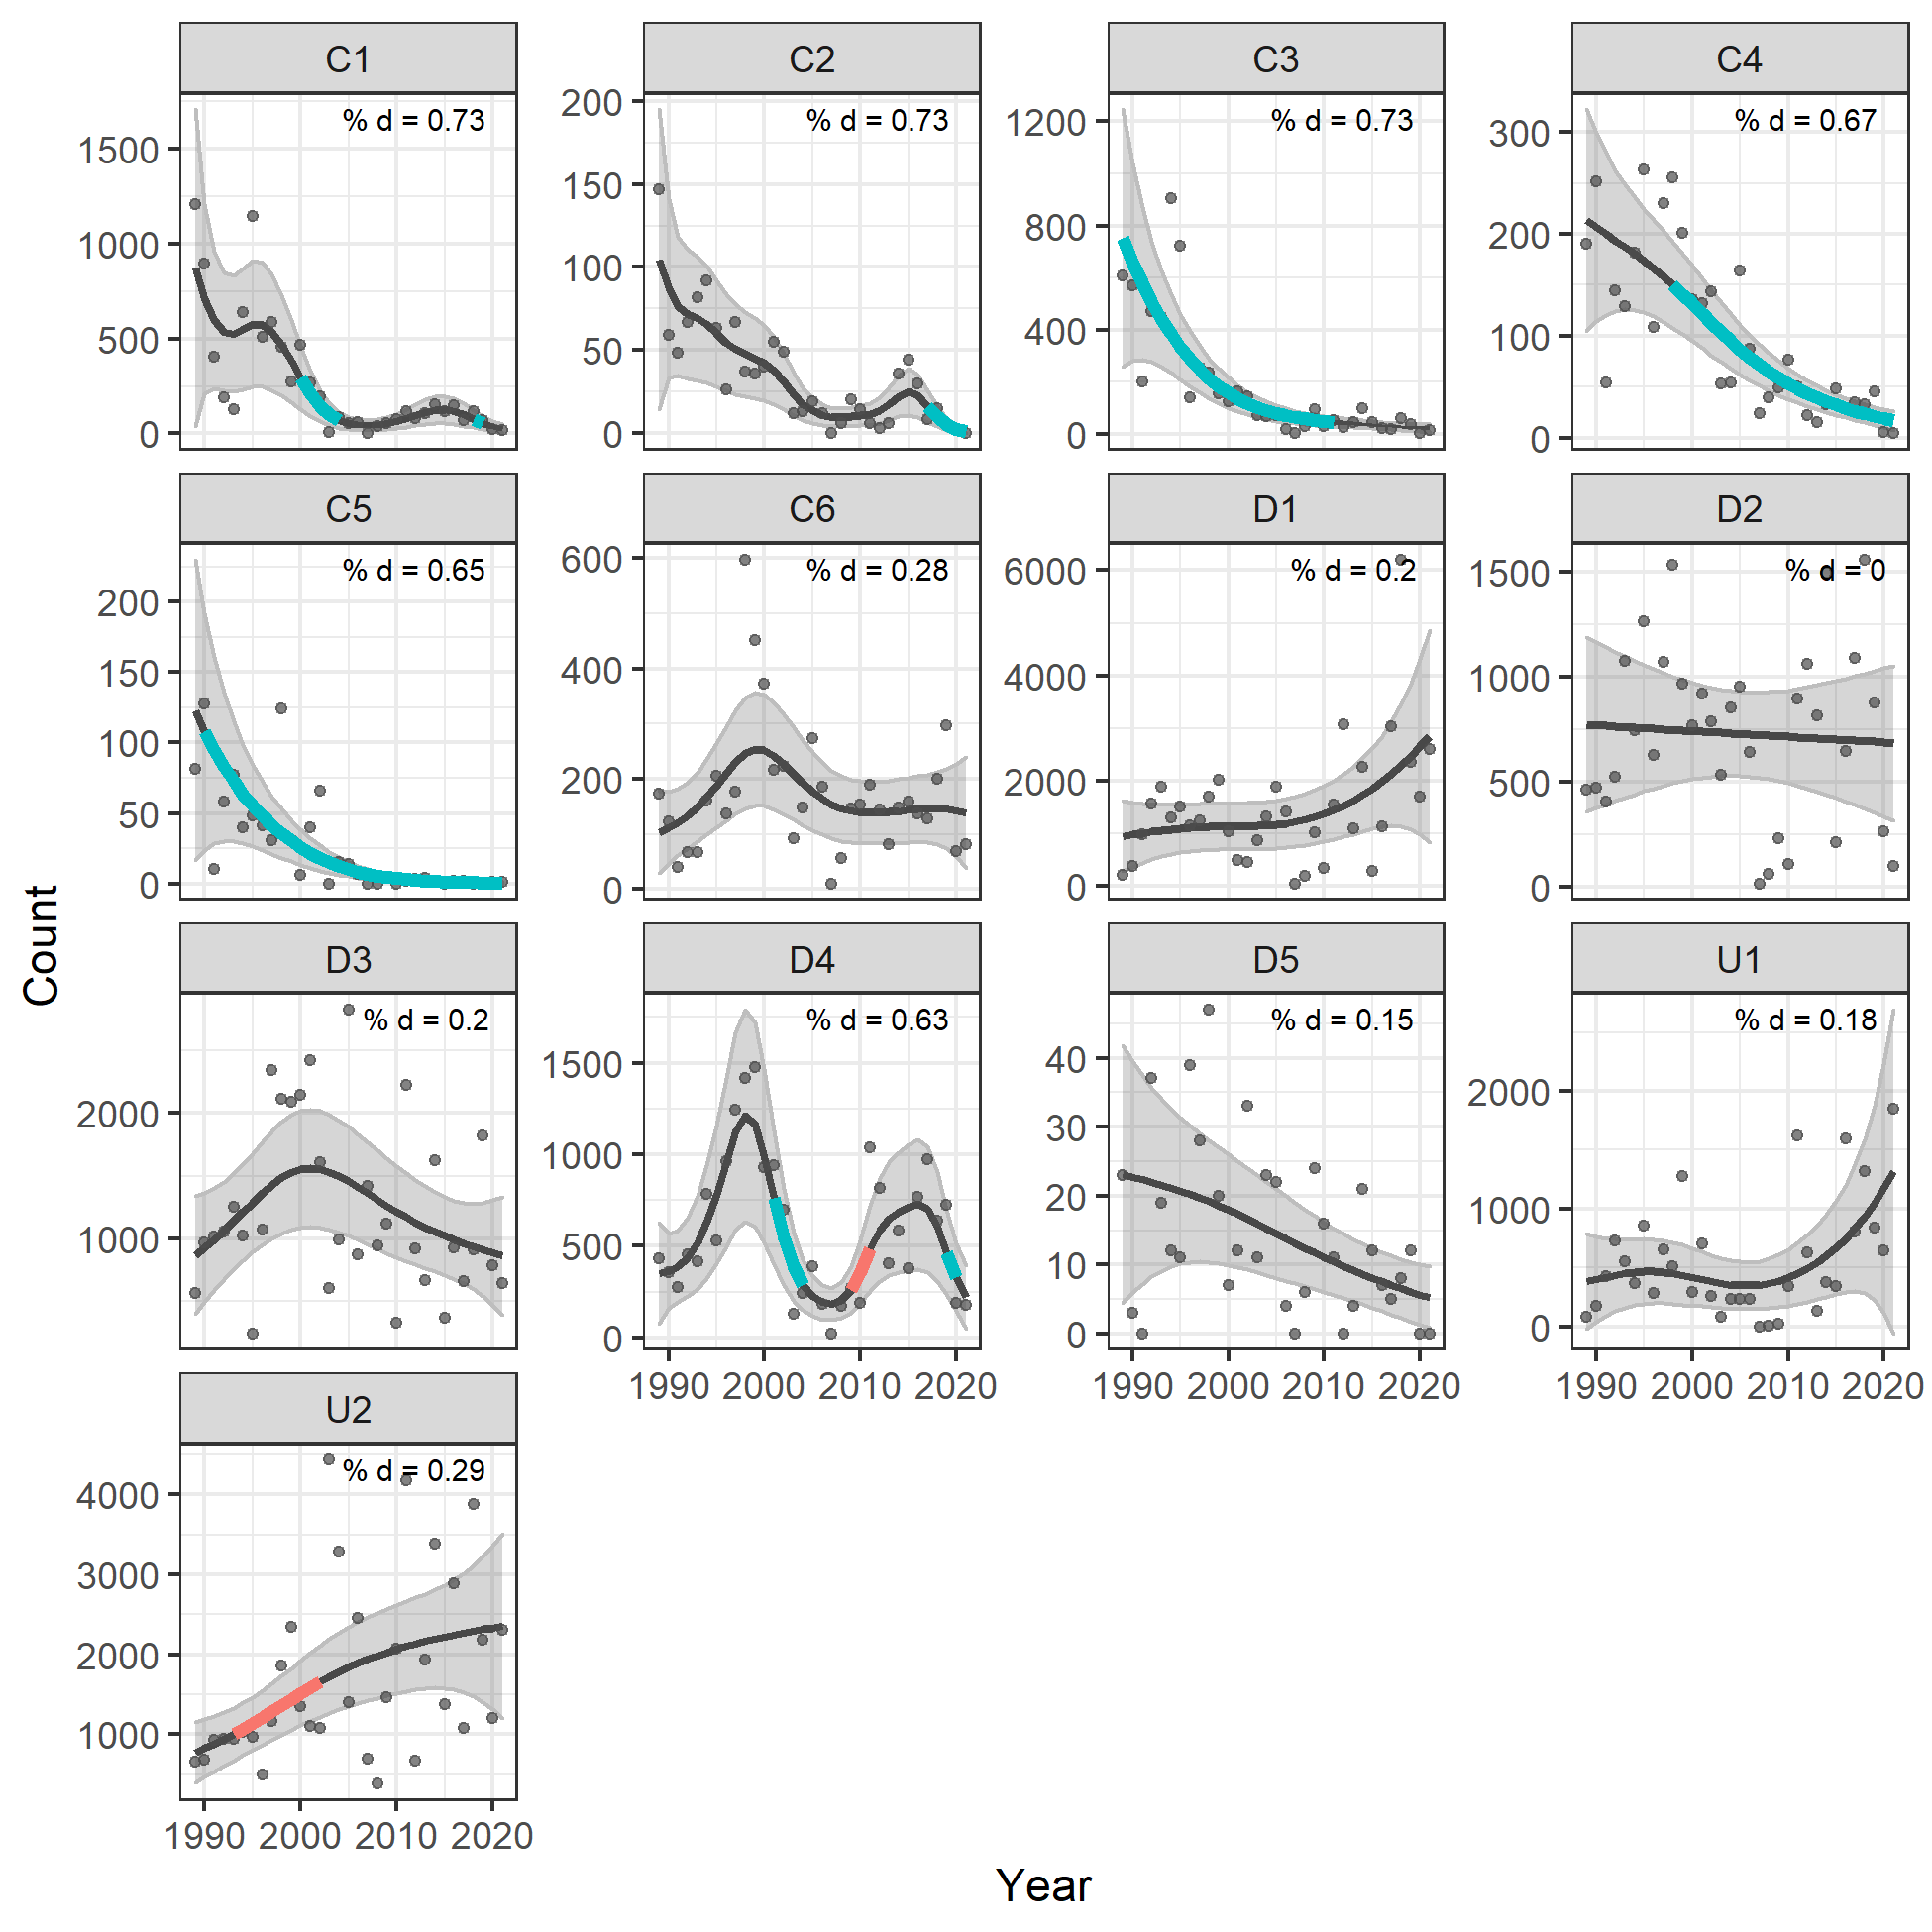 C1
C2
C3
C4
% d = 0.73
% d = 0.73
% d = 0.73
% d = 0.67
1500
1000
500
0
200
150
100
50
0
1200
800
400
0
300
200
100
0
C5
C6
D1
D2
% d = 0.65
% d = 0.28
% d = 0.2
% d = 0
200
150
100
50
0
600
400
200
0
6000
4000
2000
0
1500
1000
500
0
D3
D4
D5
U1
% d = 0.2
% d = 0.63
% d = 0.15
% d = 0.18
2000
1000
1500
1000
500
0
40
30
20
10
0
2000
1000
0
1990 2000 2010 2020
1990 2000 2010 2020
1990 2000 2010 2020
U2
% d = 0.29
4000
3000
2000
1000
1990 2000 2010 2020
Count
Year